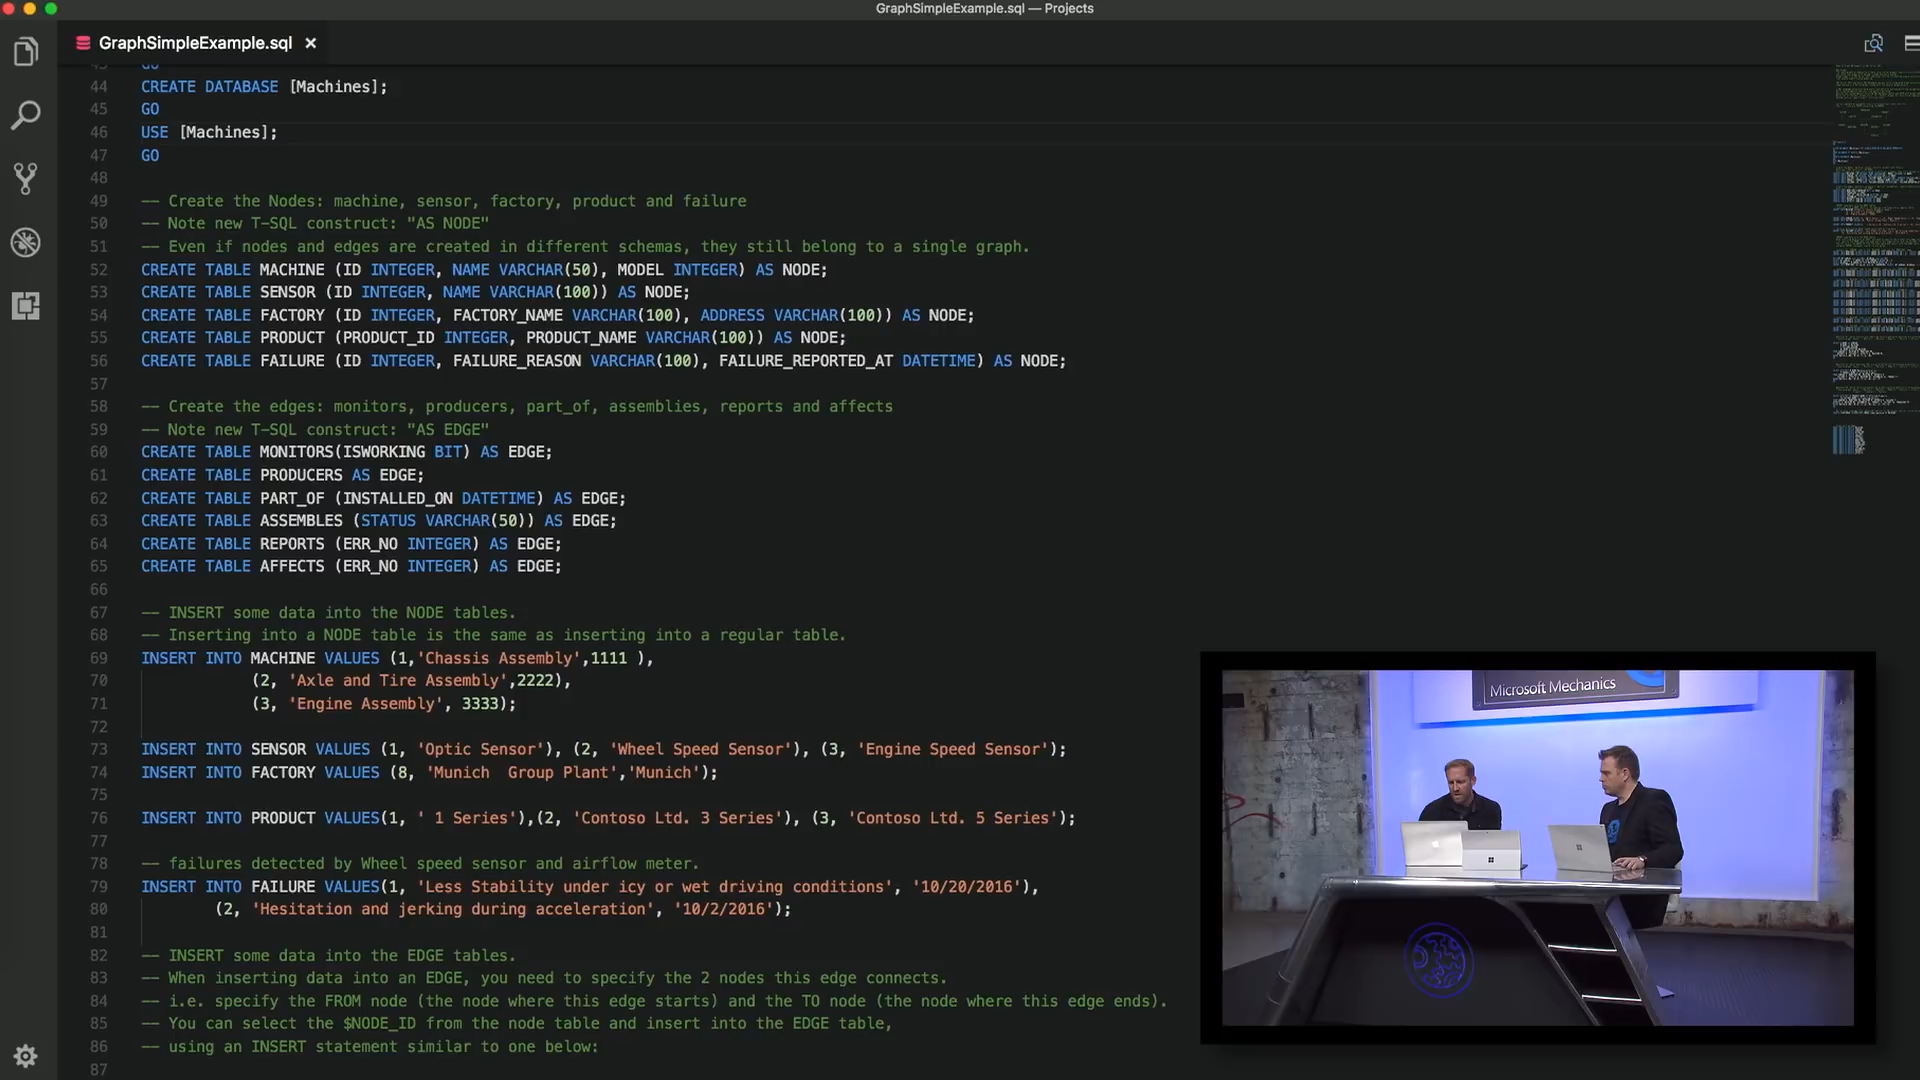 GraphSimpleExample.sql — Projects
GraphSimpleExample.sql
43 GO
44 CREATE DATABASE [Machines];
45 GO
46 USE [Machines];
47 GO
48
49 -- Create the Nodes: machine, sensor, factory, product and failure
50 -- Note new T-SQL construct: "AS NODE"
51 -- Even if nodes and edges are created in different schemas, they still belong to a single graph.
52 CREATE TABLE MACHINE (ID INTEGER, NAME VARCHAR(50), MODEL INTEGER) AS NODE;
53 CREATE TABLE SENSOR (ID INTEGER, NAME VARCHAR(100)) AS NODE;
54 CREATE TABLE FACTORY (ID INTEGER, FACTORY_NAME VARCHAR(100), ADDRESS VARCHAR(100)) AS NODE;
55 CREATE TABLE PRODUCT (PRODUCT_ID INTEGER, PRODUCT_NAME VARCHAR(100)) AS NODE;
56 CREATE TABLE FAILURE (ID INTEGER, FAILURE_REASON VARCHAR(100), FAILURE_REPORTED_AT DATETIME) AS NODE;
57
58 -- Create the edges: monitors, producers, part_of, assemblies, reports and affects
59 -- Note new T-SQL construct: "AS EDGE"
60 CREATE TABLE MONITORS(ISWORKING BIT) AS EDGE;
61 CREATE TABLE PRODUCERS AS EDGE;
62 CREATE TABLE PART_OF (INSTALLED_ON DATETIME) AS EDGE;
63 CREATE TABLE ASSEMBLES (STATUS VARCHAR(50)) AS EDGE;
64 CREATE TABLE REPORTS (ERR_NO INTEGER) AS EDGE;
65 CREATE TABLE AFFECTS (ERR_NO INTEGER) AS EDGE;
66
67 -- INSERT some data into the NODE tables.
68 -- Inserting into a NODE table is the same as inserting into a regular table.
69 INSERT INTO MACHINE VALUES (1,'Chassis Assembly',1111 ),
70 (2, 'Axle and Tire Assembly',2222),
71 (3, 'Engine Assembly', 3333);
72
73 INSERT INTO SENSOR VALUES (1, 'Optic Sensor'), (2, 'Wheel Speed Sensor'), (3, 'Engine Speed Sensor');
74 INSERT INTO FACTORY VALUES (8, 'Munich  Group Plant','Munich');
75
76 INSERT INTO PRODUCT VALUES(1, ' 1 Series'),(2, 'Contoso Ltd. 3 Series'), (3, 'Contoso Ltd. 5 Series');
77
78 -- failures detected by Wheel speed sensor and airflow meter.
79 INSERT INTO FAILURE VALUES(1, 'Less Stability under icy or wet driving conditions', '10/20/2016'),
80 (2, 'Hesitation and jerking during acceleration', '10/2/2016');
81
82 -- INSERT some data into the EDGE tables.
83 -- When inserting data into an EDGE, you need to specify the 2 nodes this edge connects.
84 -- i.e. specify the FROM node (the node where this edge starts) and the TO node (the node where this edge ends).
85 -- You can select the $NODE_ID from the node table and insert into the EDGE table,
86 -- using an INSERT statement similar to one below:
87
Microsoft Mechanics